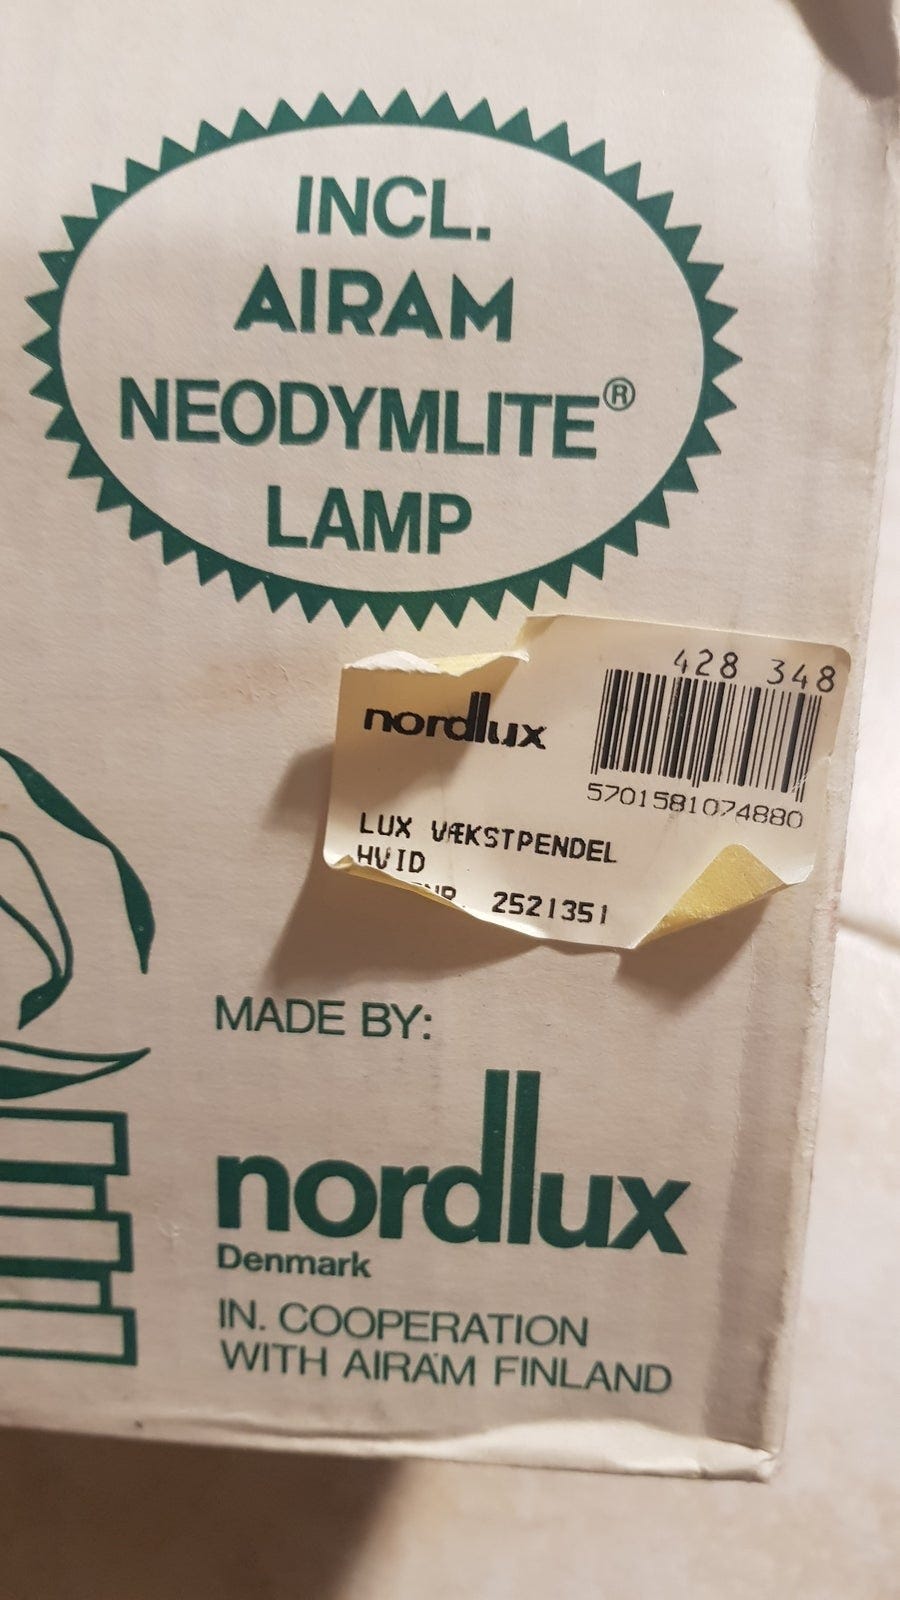 INCL.
AIRAM
NEODYMLITE®
LAMP
428 348
nordlux
5701581074880
LUX VÆKSTPENDEL
HVID
2521351
MADE BY:
nordlux
Denmark
IN. COOPERATION
WITH AIRAM FINLAND